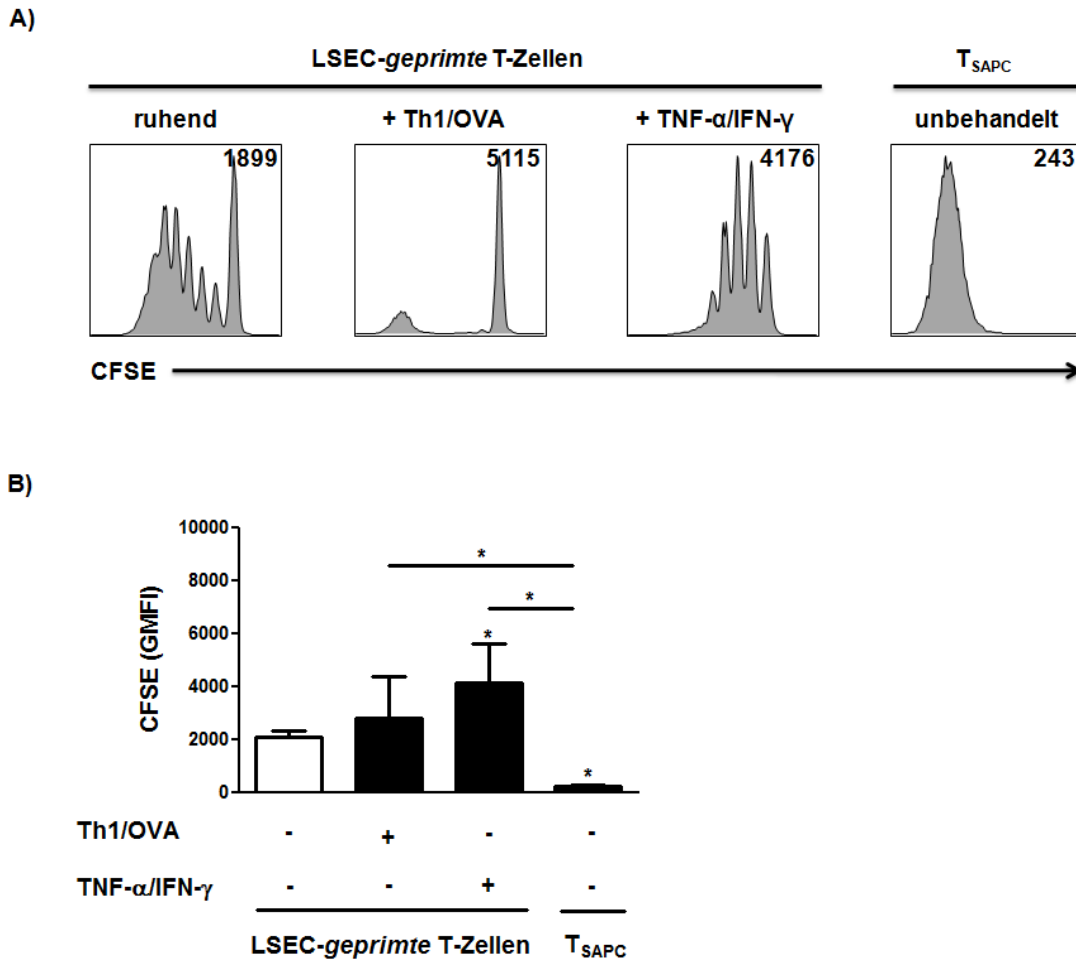 A)
LSEC-geprimte T-Zellen
TSAPC
ruhend
+ Th1/OVA
+ TNF-α/IFN-γ
unbehandelt
1899
5115
4176
243
CFSE
B)
CFSE (GMFI)
10000
8000
6000
4000
2000
0
*
*
*
*
Th1/OVA - + - -
TNF-α/IFN-γ - - + -
LSEC-geprimte T-Zellen TSAPC